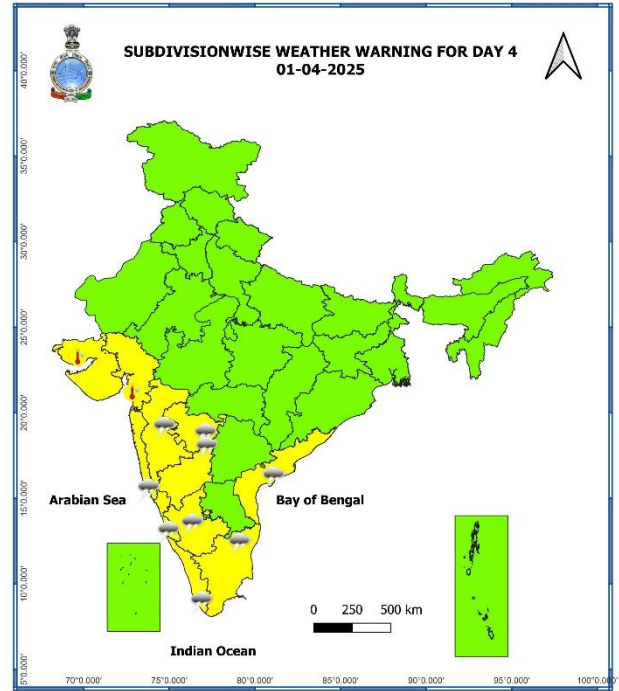 SUBDIVISIONWISE WEATHER WARNING FOR DAY 4
01-04-2025
40°0.000'
35°0.000'
30°0.000'
25°0.000'
20°0.000'
15°0.000'
10°0.000'
5°0.000'
Arabian Sea
Bay of Bengal
0 250 500 km
Indian Ocean
70°0.000' 75°0.000' 80°0.000' 85°0.000' 90°0.000' 95°0.000' 100°0.000'